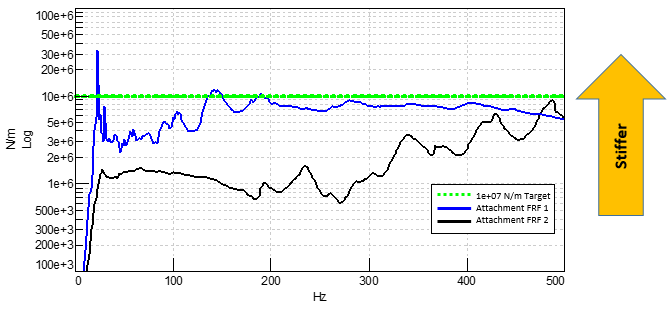 100e+6
50e+6
30e+6
20e+6
10e+6
5e+6
3e+6
2e+6
1e+6
500e+3
300e+3
200e+3
100e+3
N/m
Log
0
100
200
300
400
500
Hz
1e+07 N/m Target
Attachment FRF 1
Attachment FRF 2
Stiffer